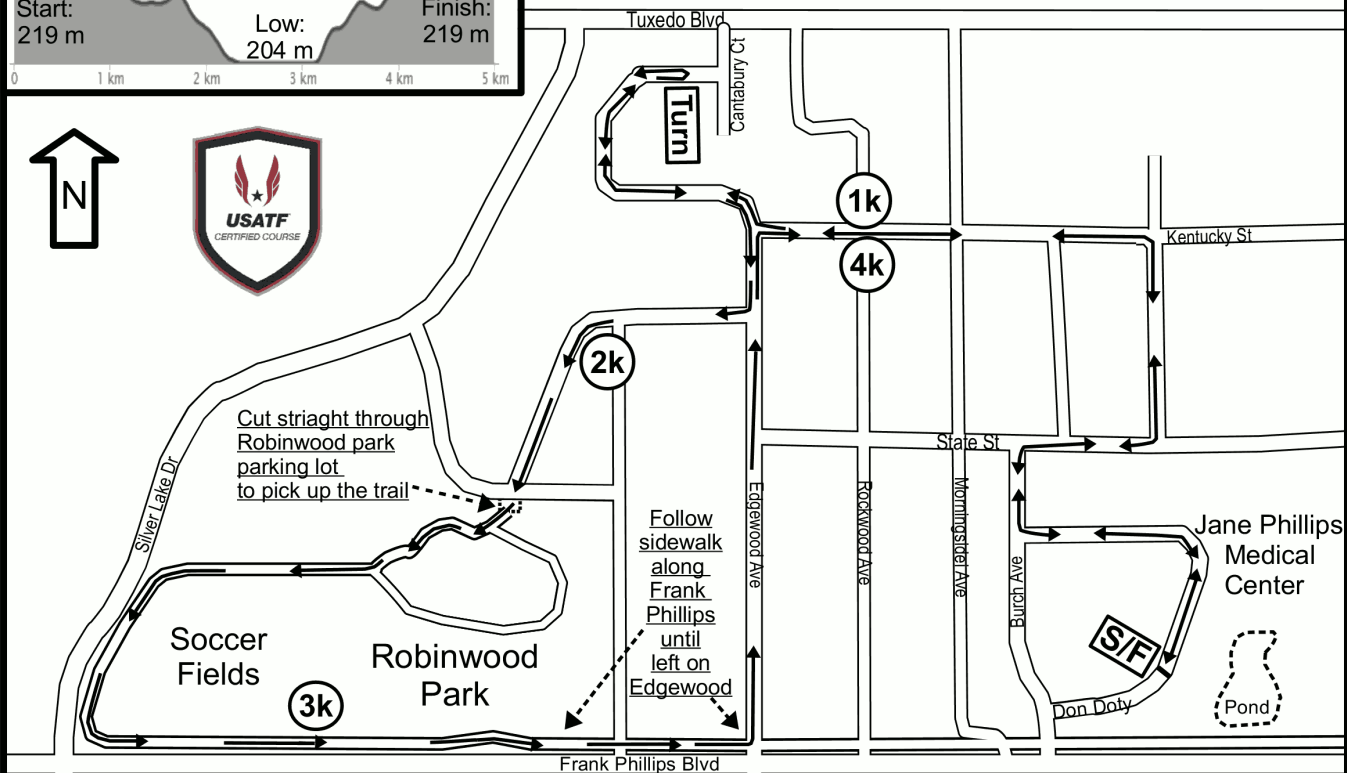 Start:
219 m
Low:
204 m
Finish:
219 m
0
1 km
2 km
3 km
4 km
5 km
Tuxedo Blvd
Cantabury Ct
Turn
N
USATF
CERTIFIED COURSE
1k
Kentucky St
4k
2k
Cut striaght through
Robinwood park
parking lot
to pick up the trail
State St
Silver Lake Dr
Follow
sidewalk
along
Frank
Phillips
until
left on
Edgewood
Edgewood Ave
Rockwood Ave
Morningsidet Ave
Burch Ave
Jane Phillips
Medical
Center
S/F
Soccer
Fields
Robinwood
Park
3k
Don Doty
Pond
Frank Phillips Blvd